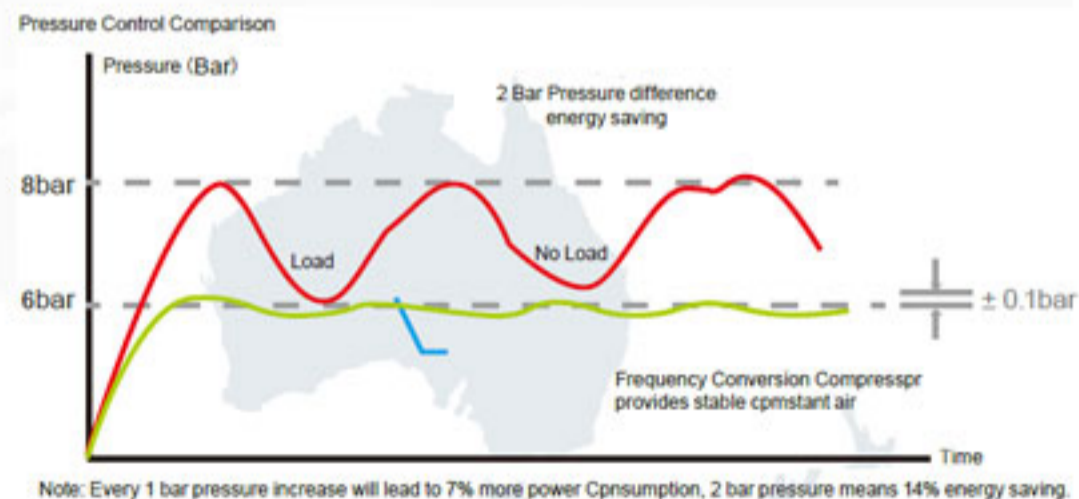 Pressure Control Comparison
Pressure (Bar)
2 Bar Pressure difference
energy saving
8bar
Load
No Load
6bar
± 0.1bar
Frequency Conversion Compresspr
provides stable cpmstant air
Time
Note: Every 1 bar pressure increase will lead to 7% more power Cpnsumption, 2 bar pressure means 14% energy saving